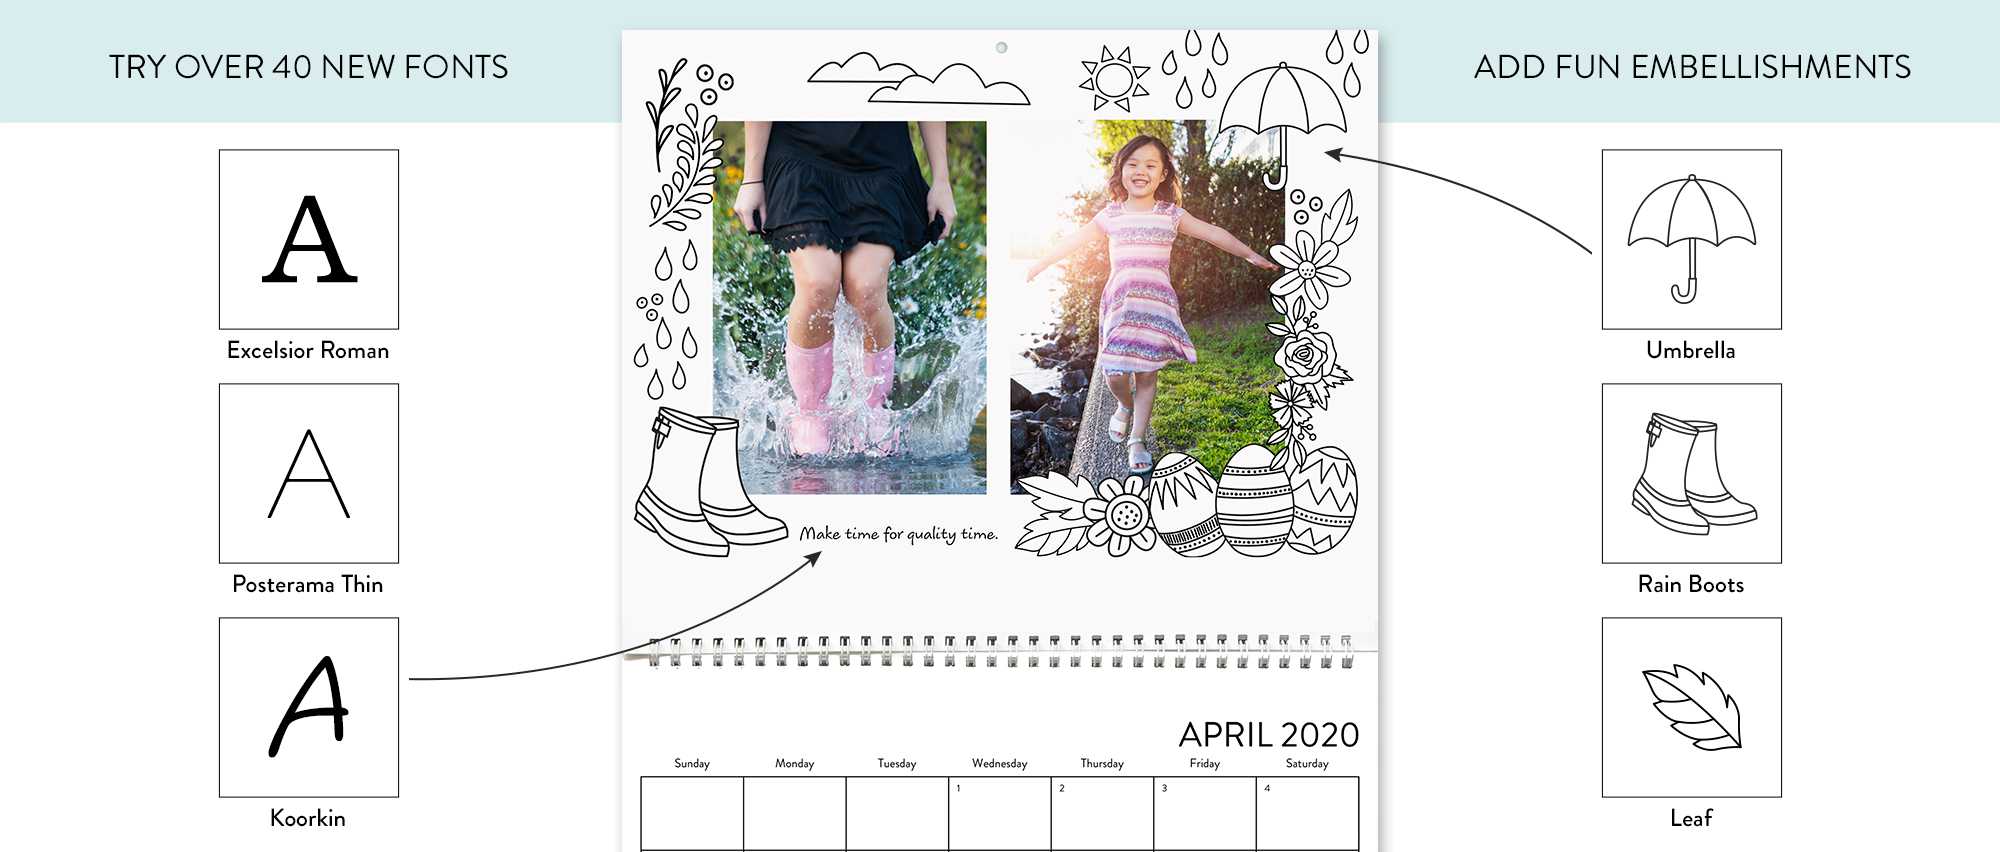 TRY OVER 40 NEW FONTS
A
Excelsior Roman
A
Posterama Thin
A
Koorkin
Make time for quality time.
APRIL 2020
Sunday Monday Tuesday Wednesday Thursday Friday Saturday
1 2 3 4
ADD FUN EMBELLISHMENTS
Umbrella
Rain Boots
Leaf